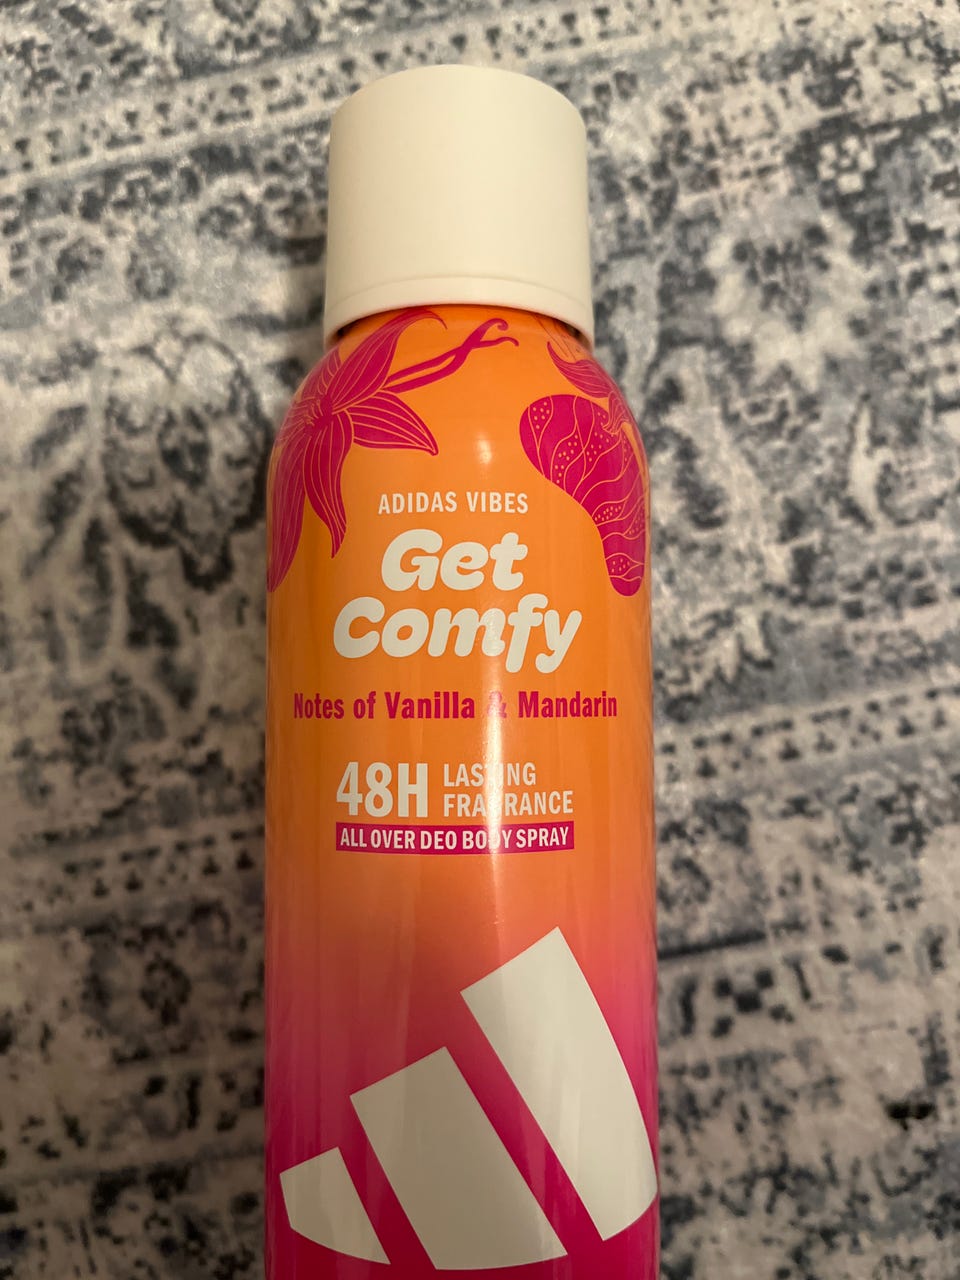 ADIDAS VIBES
Get
Comfy
Notes of Vanilla & Mandarin
48H LASTING
FRAGRANCE
ALL OVER DEO BODY SPRAY